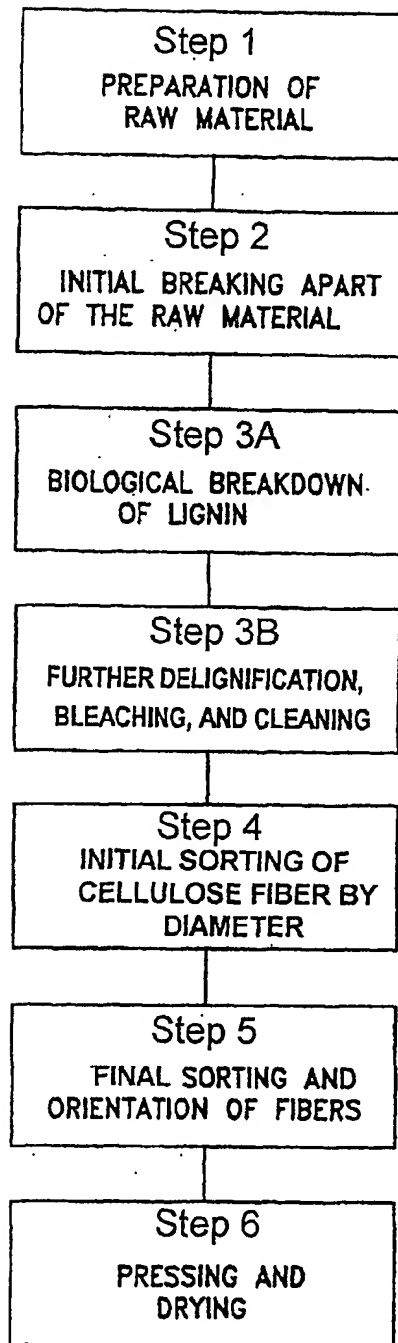 Step 1
PREPARATION OF
RAW MATERIAL
Step 2
INITIAL BREAKING APART
OF THE RAW MATERIAL
Step 3A
BIOLOGICAL BREAKDOWN
OF LIGNIN
Step 3B
FURTHER DELIGNIFICATION,
BLEACHING, AND CLEANING
Step 4
INITIAL SORTING OF
CELLULOSE FIBER BY
DIAMETER
Step 5
FINAL SORTING AND
ORIENTATION OF FIBERS
Step 6
PRESSING AND
DRYING